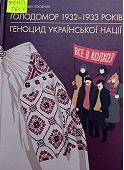 ГОЛОДОМОР 1932–1933 РОКІВ
ГЕНОЦИД УКРАЇНСЬКОЇ НАЦІЇ
ВСЕ В КОЛХОЗ!